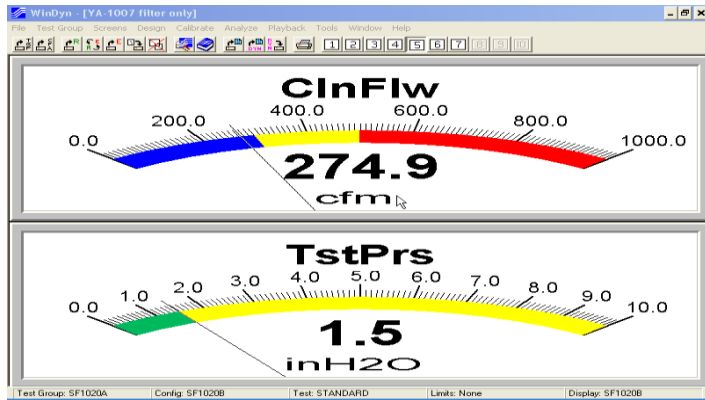 WinDyn - [YA-1007 filter only]
File Test Group Screens Design Calibrate Analyze Playback Tools Window Help
1 2 3 4 5 6 7 8 9 10
ClnFlw
0.0 200.0 400.0 600.0 800.0 1000.0
274.9
cfm
TstPrs
0.0 1.0 2.0 3.0 4.0 5.0 6.0 7.0 8.0 9.0 10.0
1.5
inH2O
Test Group: SF1020A Config: SF1020B Test: STANDARD Limits: None Display: SF1020B